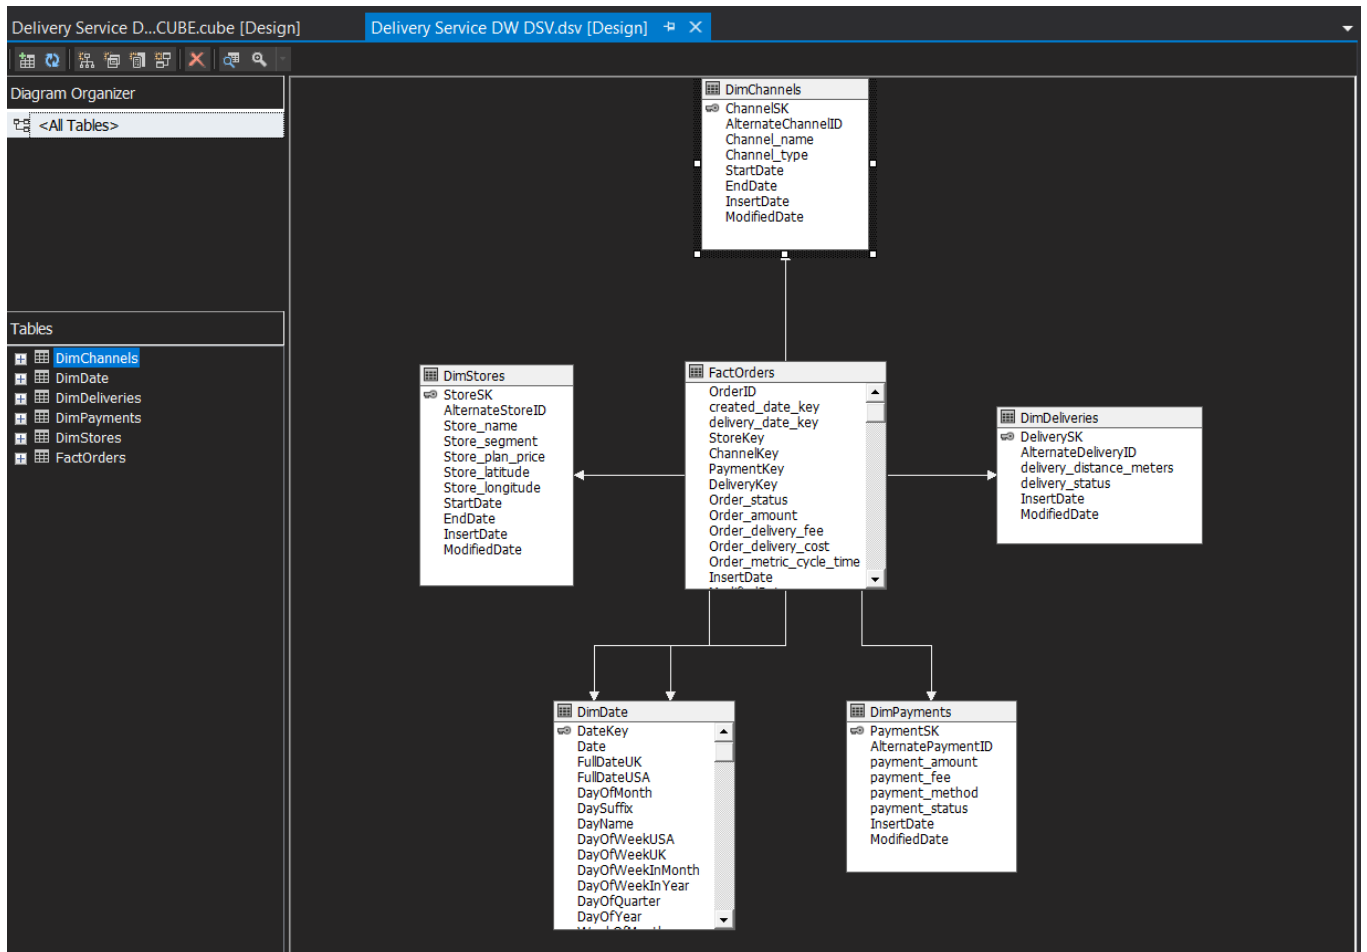 Delivery Service D...CUBE.cube [Design]
Delivery Service DW DSV.dsv [Design]
Diagram Organizer
<All Tables>
Tables
DimChannels
DimDate
DimDeliveries
DimPayments
DimStores
FactOrders
DimChannels
ChannelSK
AlternateChannelID
Channel_name
Channel_type
StartDate
EndDate
InsertDate
ModifiedDate
DimStores
StoreSK
AlternateStoreID
Store_name
Store_segment
Store_plan_price
Store_latitude
Store_longitude
StartDate
EndDate
InsertDate
ModifiedDate
FactOrders
OrderID
created_date_key
delivery_date_key
StoreKey
ChannelKey
PaymentKey
DeliveryKey
Order_status
Order_amount
Order_delivery_fee
Order_delivery_cost
Order_metric_cycle_time
InsertDate
DimDeliveries
DeliverySK
AlternateDeliveryID
delivery_distance_meters
delivery_status
InsertDate
ModifiedDate
DimDate
DateKey
Date
FullDateUK
FullDateUSA
DayOfMonth
DaySuffix
DayName
DayOfWeekUSA
DayOfWeekUK
DayOfWeekInMonth
DayOfWeekInYear
DayOfQuarter
DayOfYear
DimPayments
PaymentSK
AlternatePaymentID
payment_amount
payment_fee
payment_method
payment_status
InsertDate
ModifiedDate